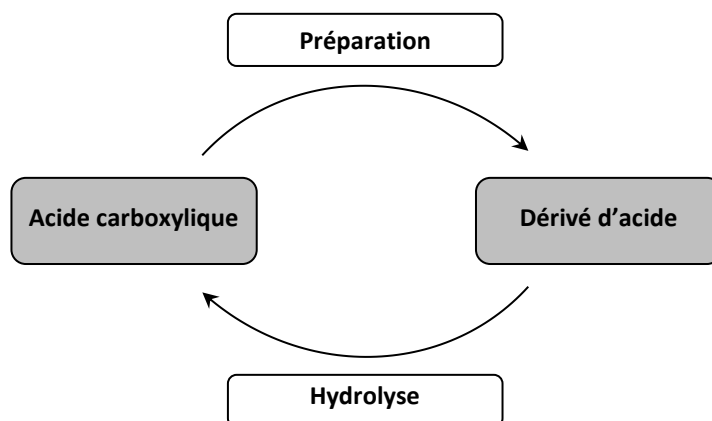 Préparation
Acide carboxylique
Dérivé d’acide
Hydrolyse